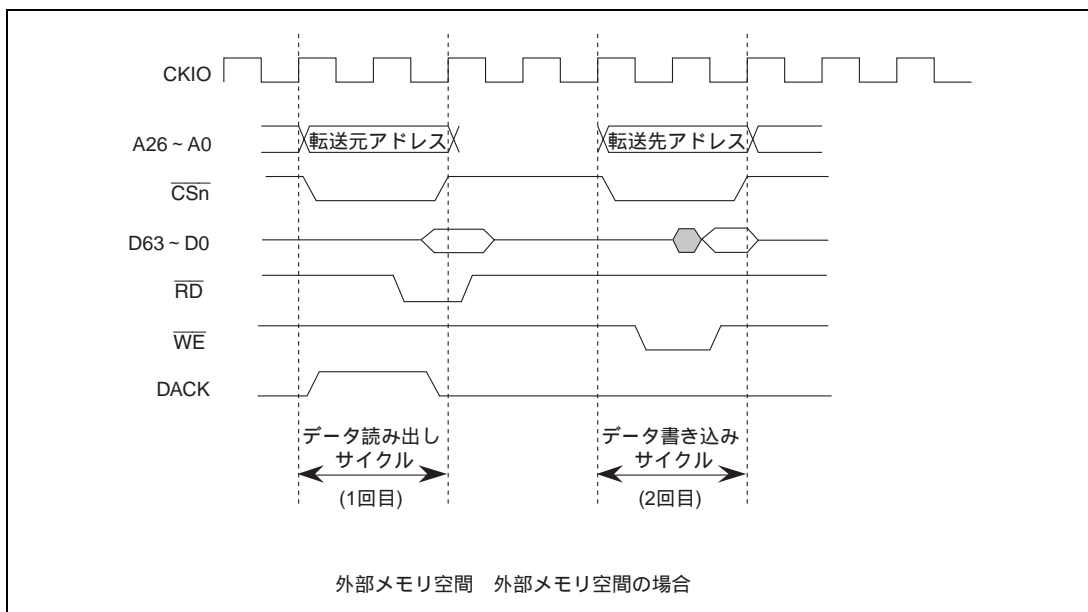 CKIO
A26 ~ A0
転送元アドレス
転送先アドレス
CSn
D63 ~ D0
RD
WE
DACK
データ読み出し
サイクル
(1回目)
データ書き込み
サイクル
(2回目)
外部メモリ空間 外部メモリ空間の場合